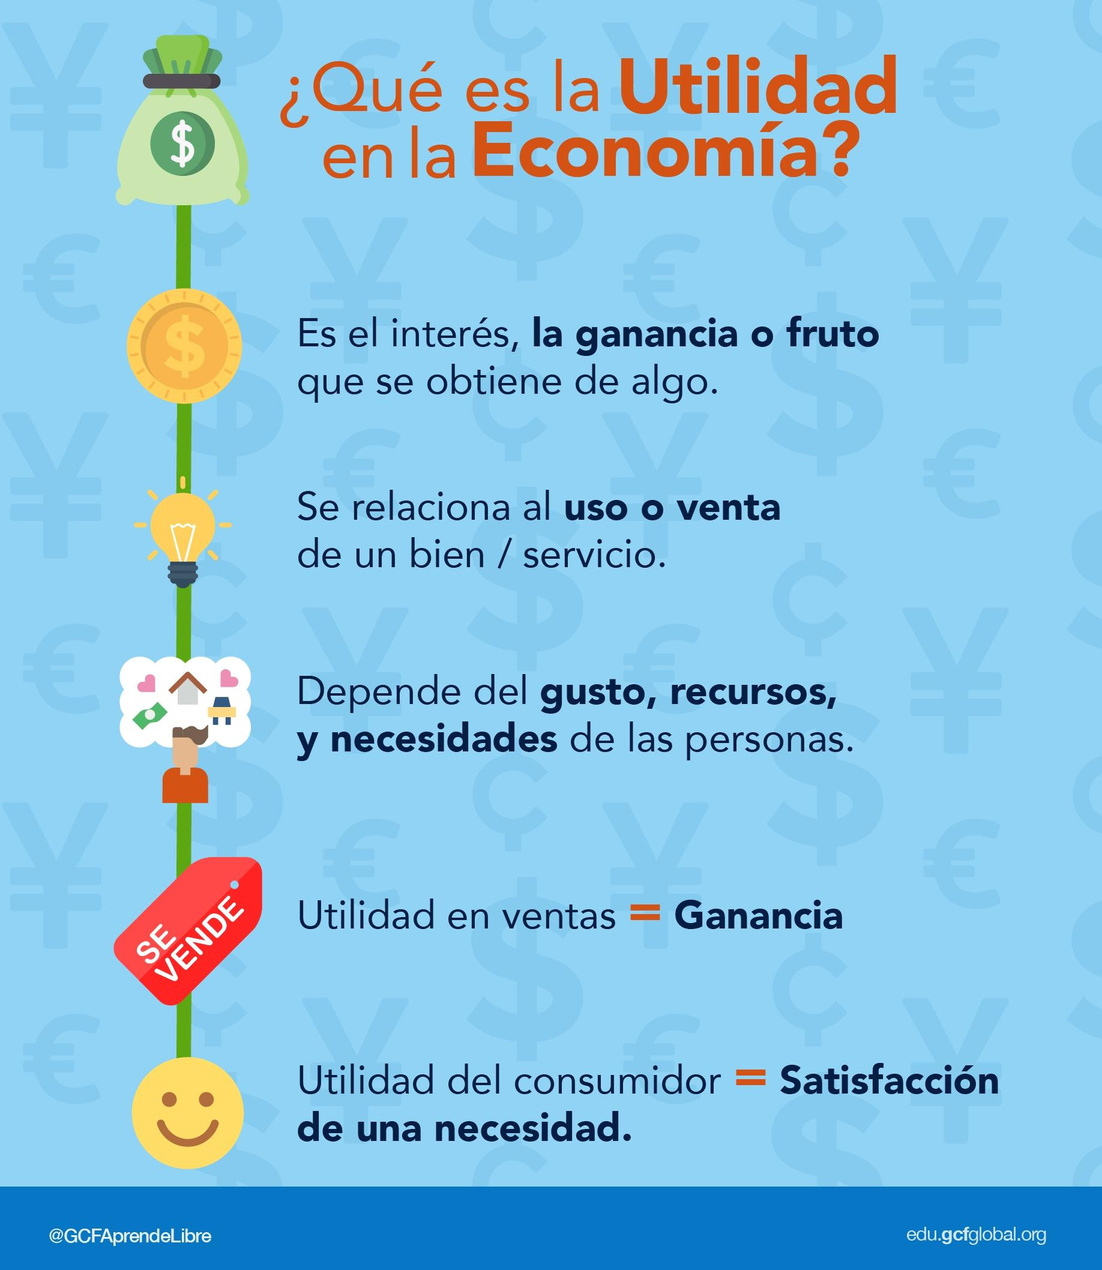 ¿Qué es la Utilidad
en la Economía?
Es el interés, la ganancia o fruto
que se obtiene de algo.
Se relaciona al uso o venta
de un bien / servicio.
Depende del gusto, recursos,
y necesidades de las personas.
SE
VENDE
Utilidad en ventas = Ganancia
Utilidad del consumidor = Satisfacción
de una necesidad.
@GCFAprendeLibre
edu.gcfglobal.org